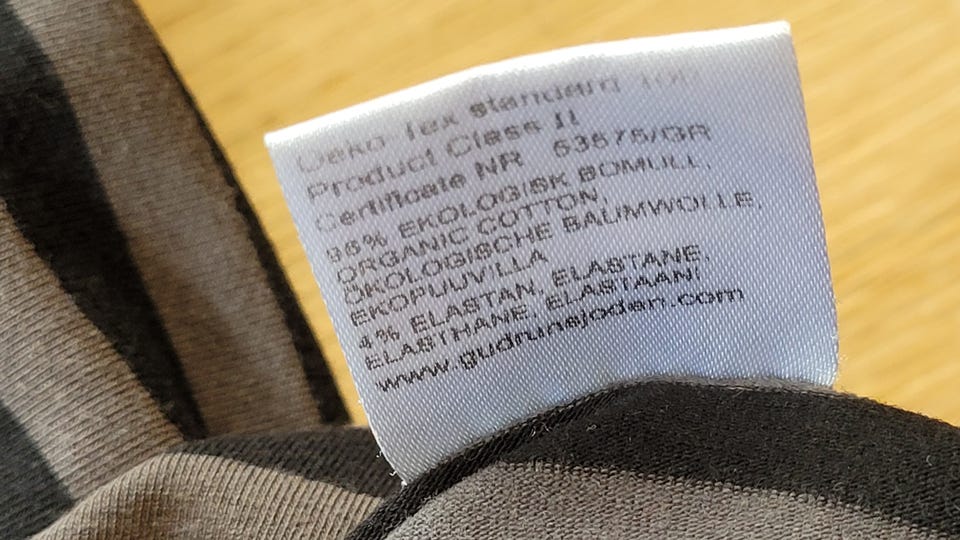 Oeko-Tex standard 100
Product Class II
Certificate NR 53575/GR
96% EKOLOGISK BOMULL,
ORGANIC COTTON,
ÖKOLOGISCHE BAUMWOLLE,
EKOPUUVILLA
4% ELASTAN, ELASTANE,
ELASTHANE, ELASTAANI
www.gudrunsjoden.com